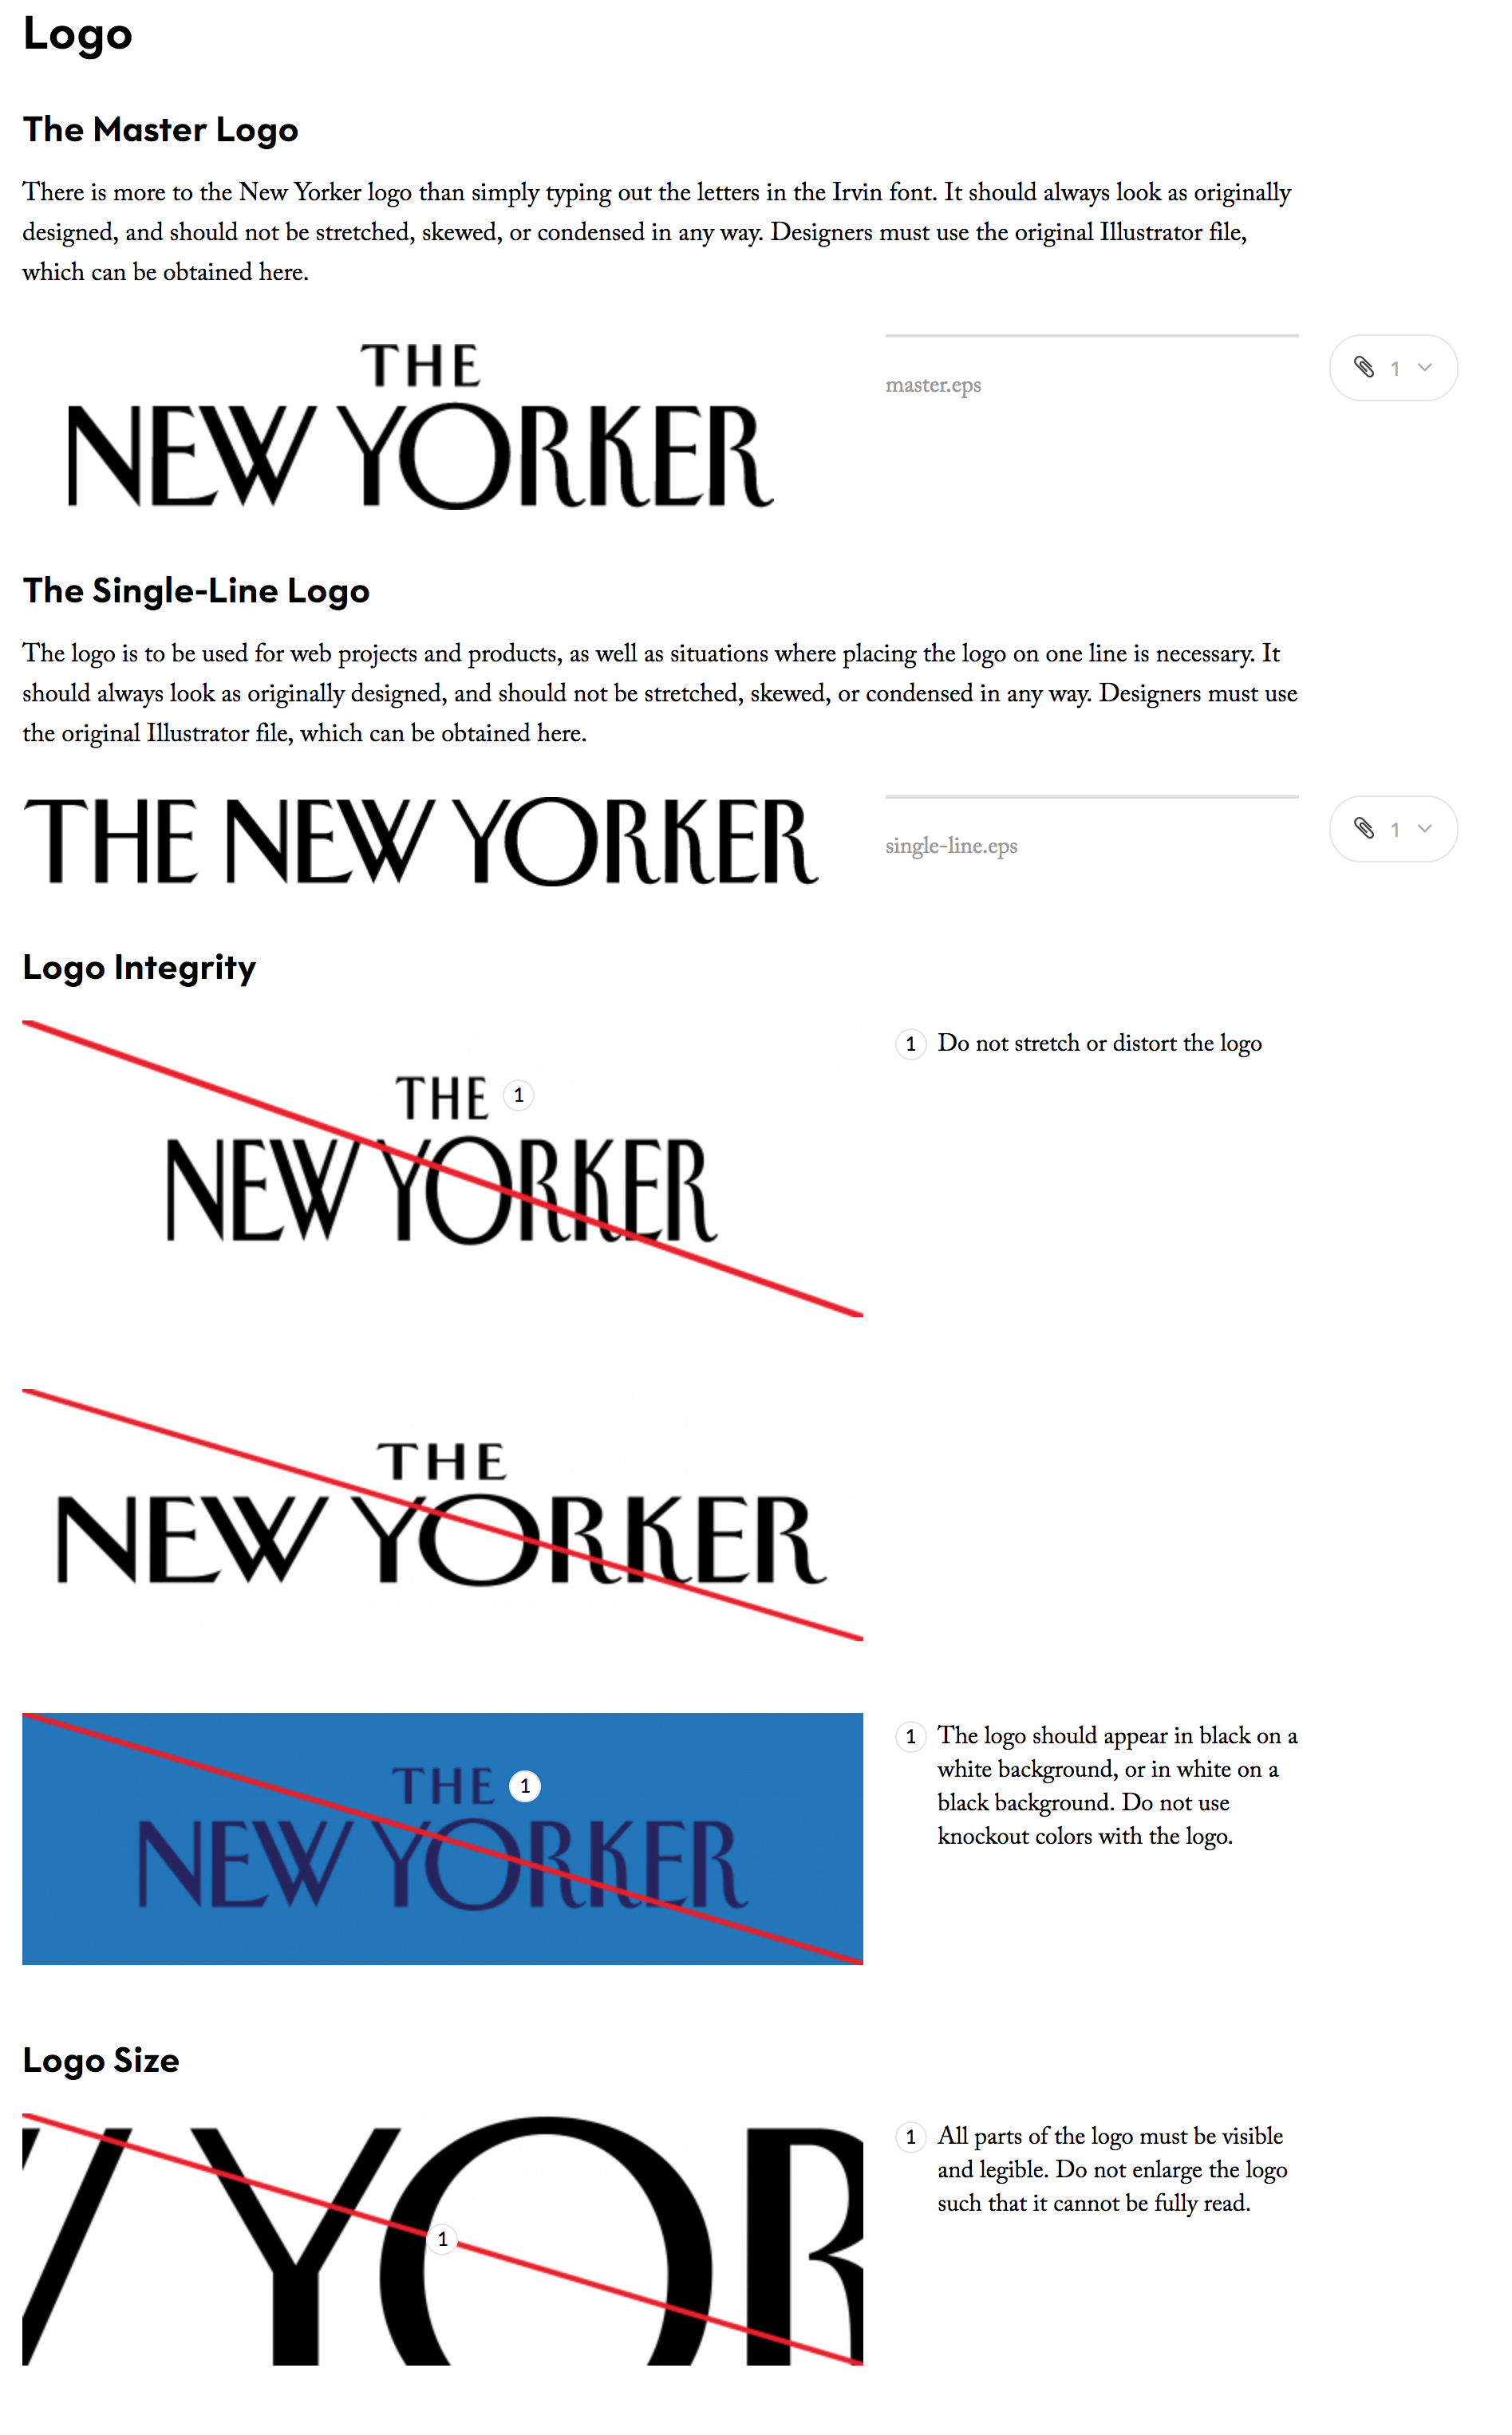 Logo
The Master Logo
There is more to the New Yorker logo than simply typing out the letters in the Irvin font. It should always look as originally
designed, and should not be stretched, skewed, or condensed in any way. Designers must use the original Illustrator file,
which can be obtained here.
THE
NEW YORKER
master.eps
1
The Single-Line Logo
The logo is to be used for web projects and products, as well as situations where placing the logo on one line is necessary. It
should always look as originally designed, and should not be stretched, skewed, or condensed in any way. Designers must use
the original Illustrator file, which can be obtained here.
THE NEW YORKER
single-line.eps
1
Logo Integrity
THE 1
NEW YORKER
1 Do not stretch or distort the logo
THE
NEW YORKER
THE 1
NEW YORKER
1 The logo should appear in black on a
white background, or in white on a
black background. Do not use
knockout colors with the logo.
Logo Size
YOR
1
1 All parts of the logo must be visible
and legible. Do not enlarge the logo
such that it cannot be fully read.